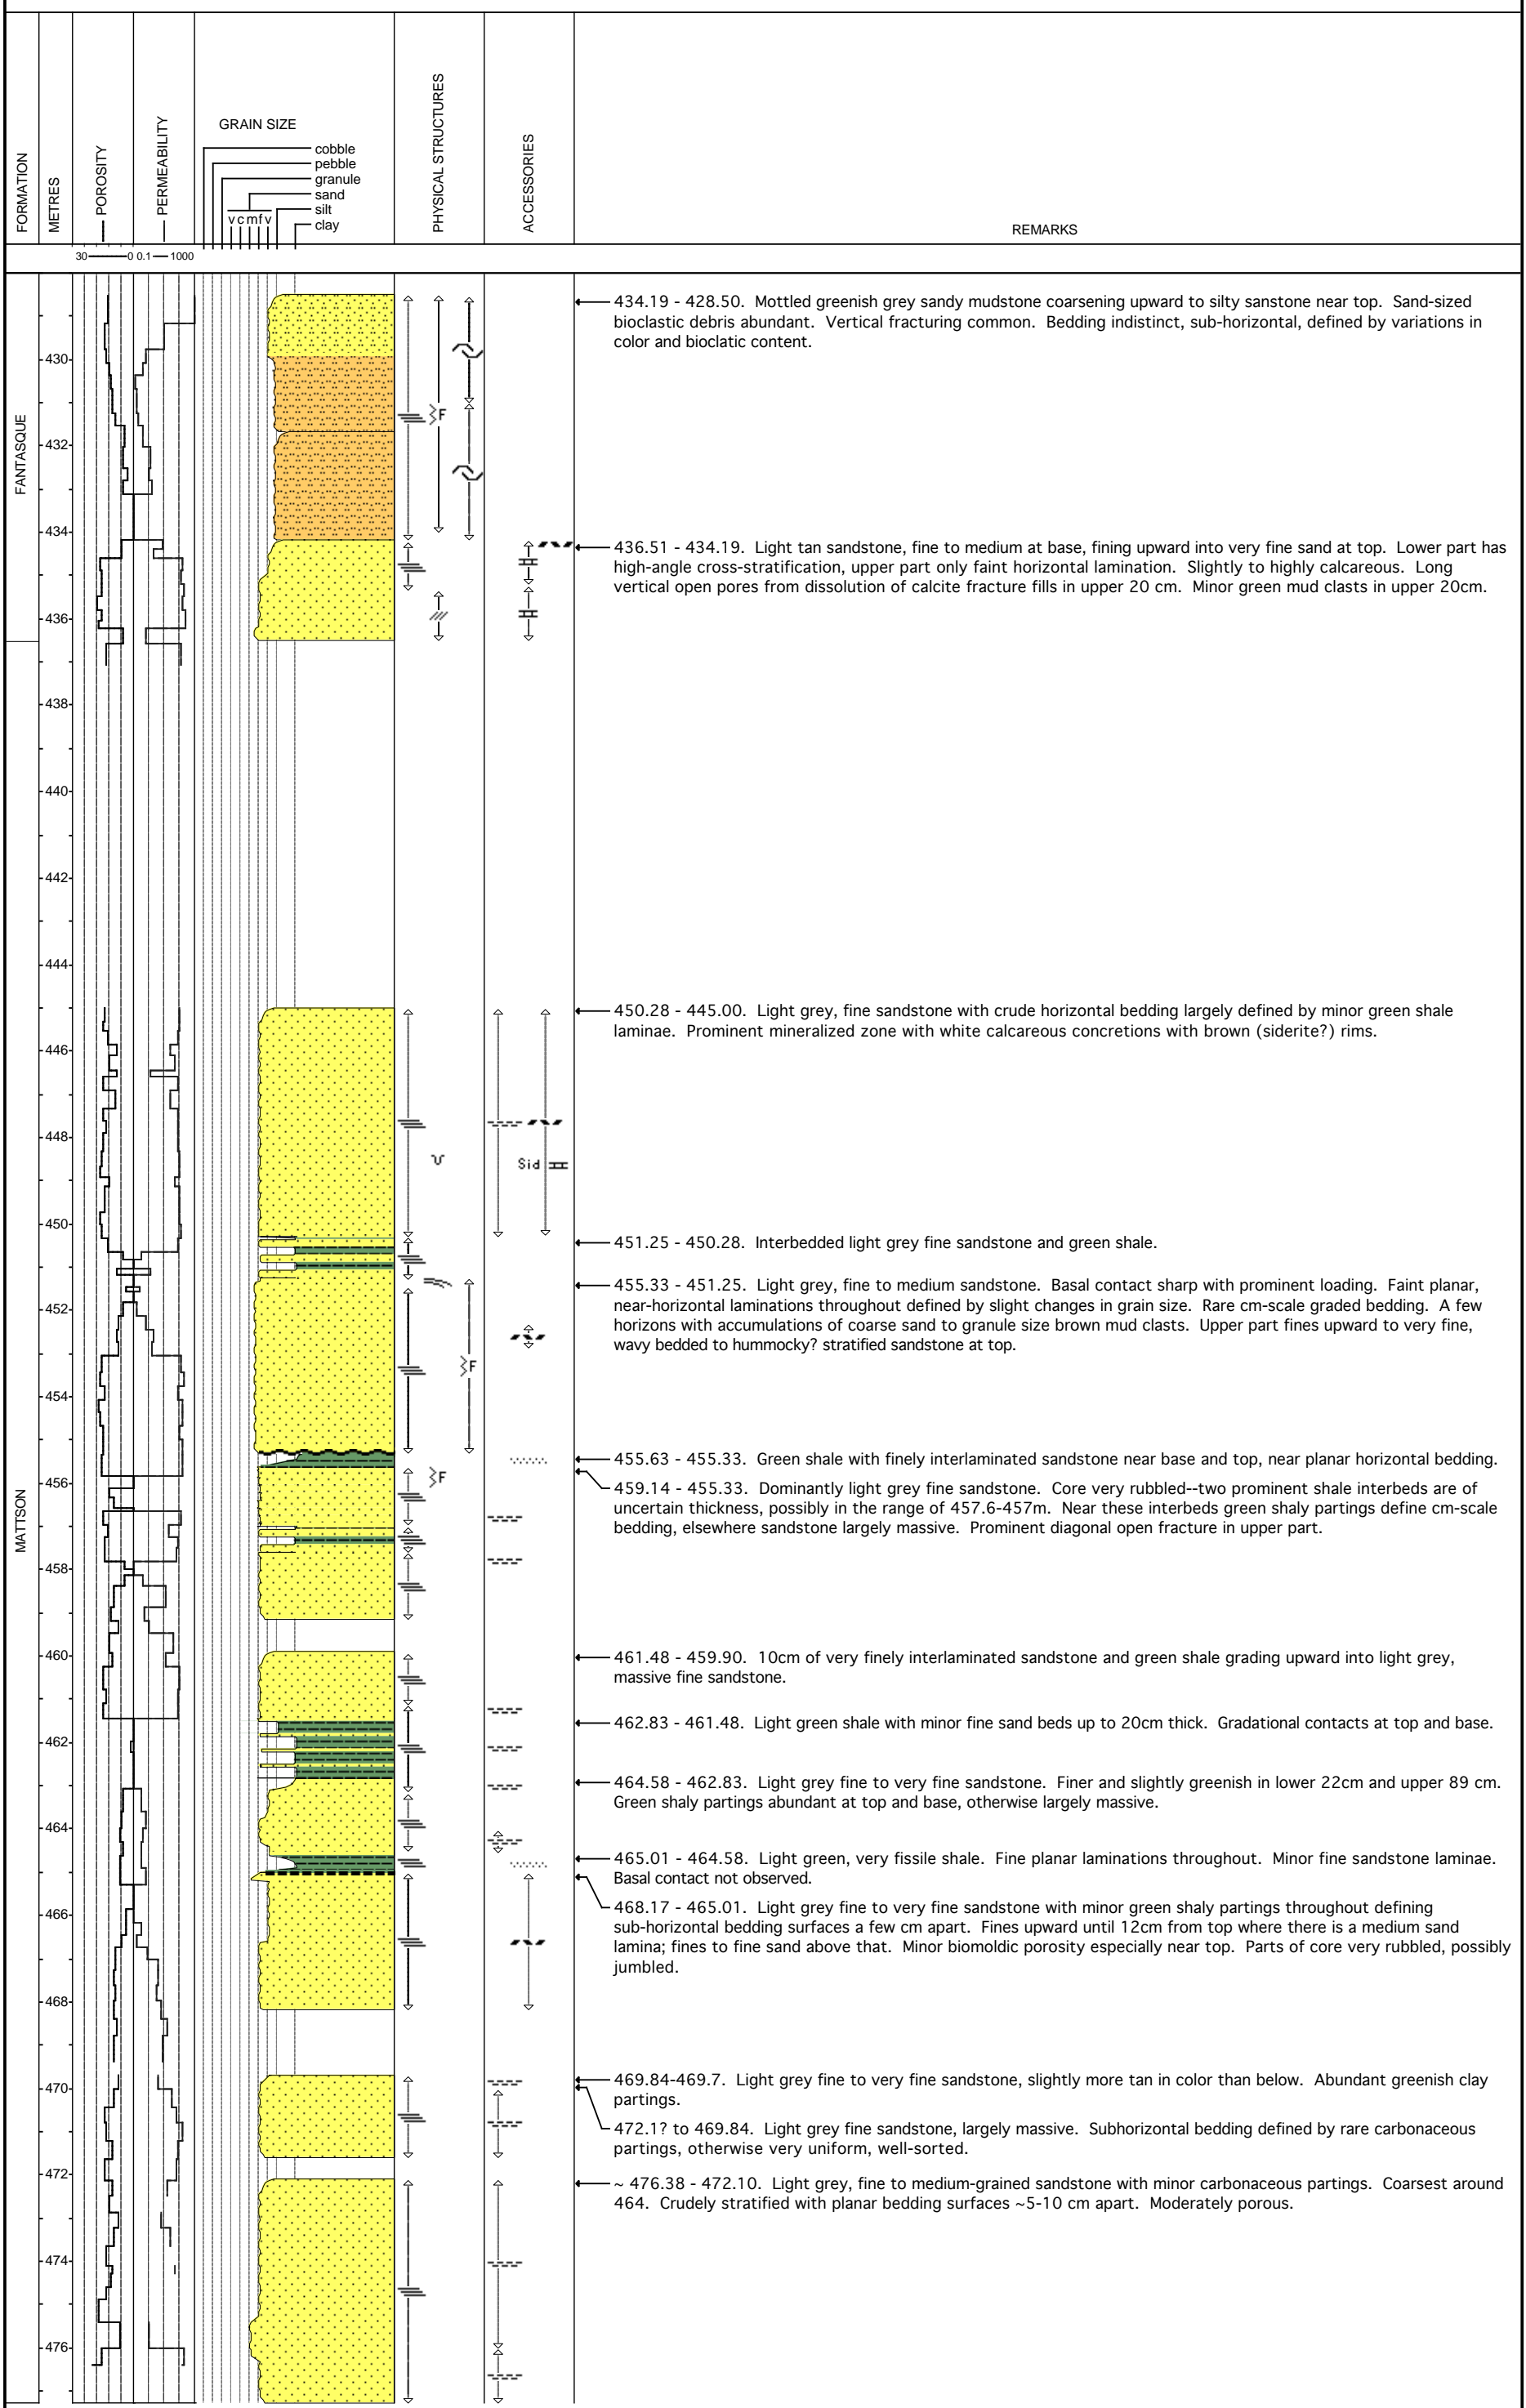 FORMATION
METRES
POROSITY
PERMEABILITY
GRAIN SIZE
cobble
pebble
granule
sand
silt
clay
v c m f v
PHYSICAL STRUCTURES
ACCESSORIES
REMARKS
30 0 0.1 1000
FANTASQUE
MATTSON
430
432
434
436
438
440
442
444
446
448
450
452
454
456
458
460
462
464
466
468
470
472
474
476
F
F
F
Sid
434.19 - 428.50. Mottled greenish grey sandy mudstone coarsening upward to silty sanstone near top. Sand-sized
bioclastic debris abundant. Vertical fracturing common. Bedding indistinct, sub-horizontal, defined by variations in
color and bioclatic content.
436.51 - 434.19. Light tan sandstone, fine to medium at base, fining upward into very fine sand at top. Lower part has
high-angle cross-stratification, upper part only faint horizontal lamination. Slightly to highly calcareous. Long
vertical open pores from dissolution of calcite fracture fills in upper 20 cm. Minor green mud clasts in upper 20cm.
450.28 - 445.00. Light grey, fine sandstone with crude horizontal bedding largely defined by minor green shale
laminae. Prominent mineralized zone with white calcareous concretions with brown (siderite?) rims.
451.25 - 450.28. Interbedded light grey fine sandstone and green shale.
455.33 - 451.25. Light grey, fine to medium sandstone. Basal contact sharp with prominent loading. Faint planar,
near-horizontal laminations throughout defined by slight changes in grain size. Rare cm-scale graded bedding. A few
horizons with accumulations of coarse sand to granule size brown mud clasts. Upper part fines upward to very fine,
wavy bedded to hummocky? stratified sandstone at top.
455.63 - 455.33. Green shale with finely interlaminated sandstone near base and top, near planar horizontal bedding.
459.14 - 455.33. Dominantly light grey fine sandstone. Core very rubbled--two prominent shale interbeds are of
uncertain thickness, possibly in the range of 457.6-457m. Near these interbeds green shaly partings define cm-scale
bedding, elsewhere sandstone largely massive. Prominent diagonal open fracture in upper part.
461.48 - 459.90. 10cm of very finely interlaminated sandstone and green shale grading upward into light grey,
massive fine sandstone.
462.83 - 461.48. Light green shale with minor fine sand beds up to 20cm thick. Gradational contacts at top and base.
464.58 - 462.83. Light grey fine to very fine sandstone. Finer and slightly greenish in lower 22cm and upper 89 cm.
Green shaly partings abundant at top and base, otherwise largely massive.
465.01 - 464.58. Light green, very fissile shale. Fine planar laminations throughout. Minor fine sandstone laminae.
Basal contact not observed.
468.17 - 465.01. Light grey fine to very fine sandstone with minor green shaly partings throughout defining
sub-horizontal bedding surfaces a few cm apart. Fines upward until 12cm from top where there is a medium sand
lamina; fines to fine sand above that. Minor biomoldic porosity especially near top. Parts of core very rubbled, possibly
jumbled.
469.84-469.7. Light grey fine to very fine sandstone, slightly more tan in color than below. Abundant greenish clay
partings.
472.1? to 469.84. Light grey fine sandstone, largely massive. Subhorizontal bedding defined by rare carbonaceous
partings, otherwise very uniform, well-sorted.
~ 476.38 - 472.10. Light grey, fine to medium-grained sandstone with minor carbonaceous partings. Coarsest around
464. Crudely stratified with planar bedding surfaces ~5-10 cm apart. Moderately porous.